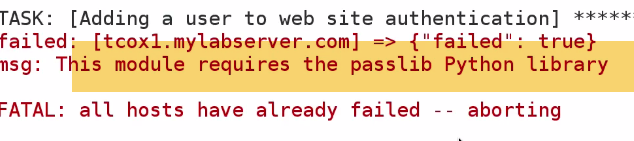 TASK: [Adding a user to web site authentication] *****
failed: [tcox1.mylabserver.com] => {"failed": true}
msg: This module requires the passlib Python library
FATAL: all hosts have already failed -- aborting